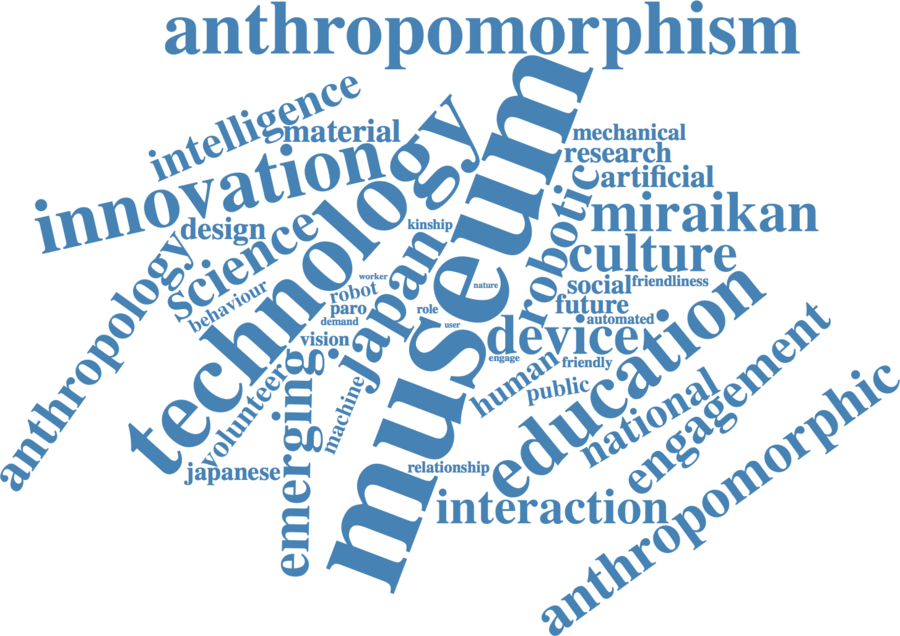 anthropomorphism
intelligence
material
mechanical
research
innovation
technology
museum
artificial
robotic
miraikan
design
kinship
culture
science
anthropology
japan
social
friendliness
behaviour
worker
robot
nature
future
paro
role
demand
user
automated
device
vision
education
engage
friendly
human
public
engagement
volunteer
emerging
machine
national
anthropomorphic
japanese
relationship
interaction